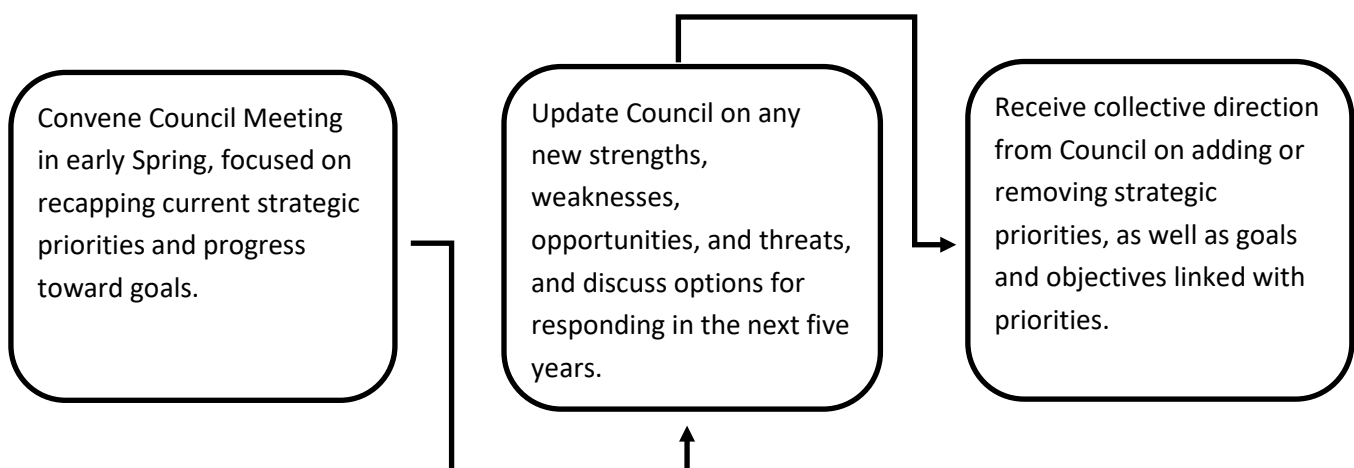 Convene Council Meeting
in early Spring, focused on
recapping current strategic
priorities and progress
toward goals.
Update Council on any
new strengths,
weaknesses,
opportunities, and threats,
and discuss options for
responding in the next five
years.
Receive collective direction
from Council on adding or
removing strategic
priorities, as well as goals
and objectives linked with
priorities.